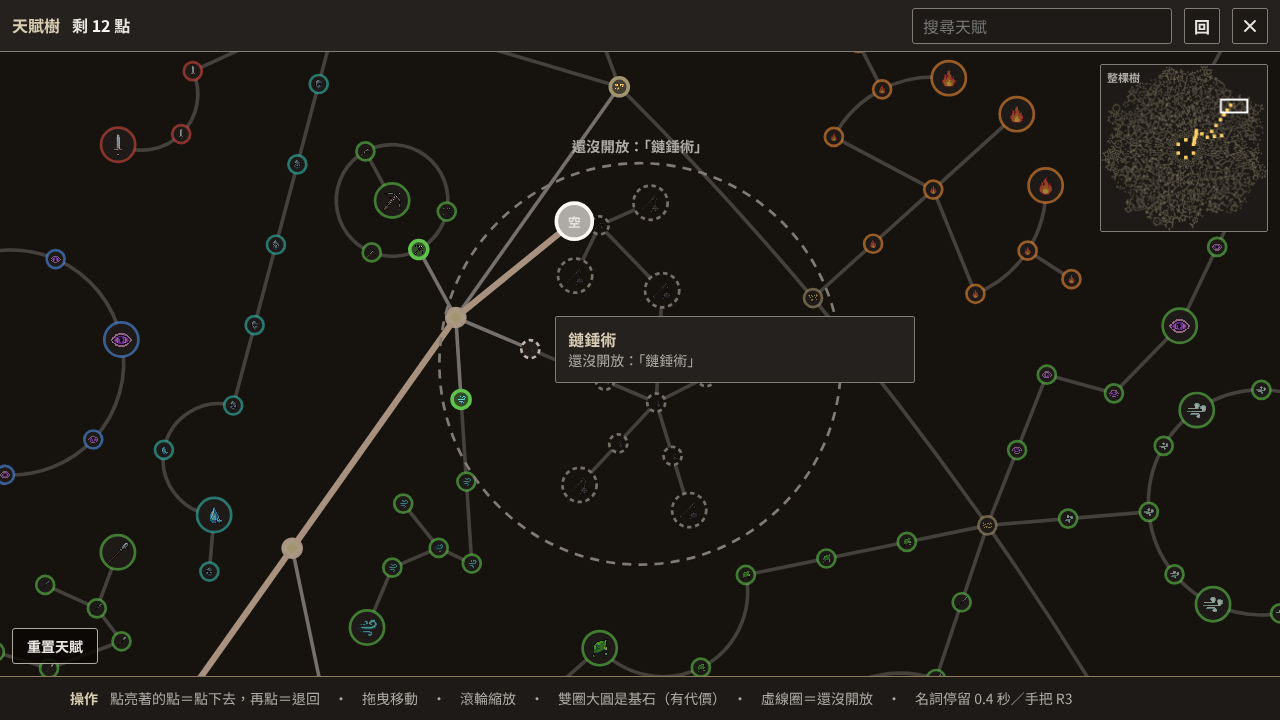 天賦樹 剩 12 點
搜尋天賦
回
整棵樹
還沒開放：「鏈錘術」
空
鏈錘術
還沒開放：「鏈錘術」
重置天賦
操作 點亮著的點＝點下去，再點＝退回 • 拖曳移動 • 滾輪縮放 • 雙圈大圓是基石（有代價） • 虛線圈＝還沒開放 • 名詞停留 0.4 秒／手把 R3